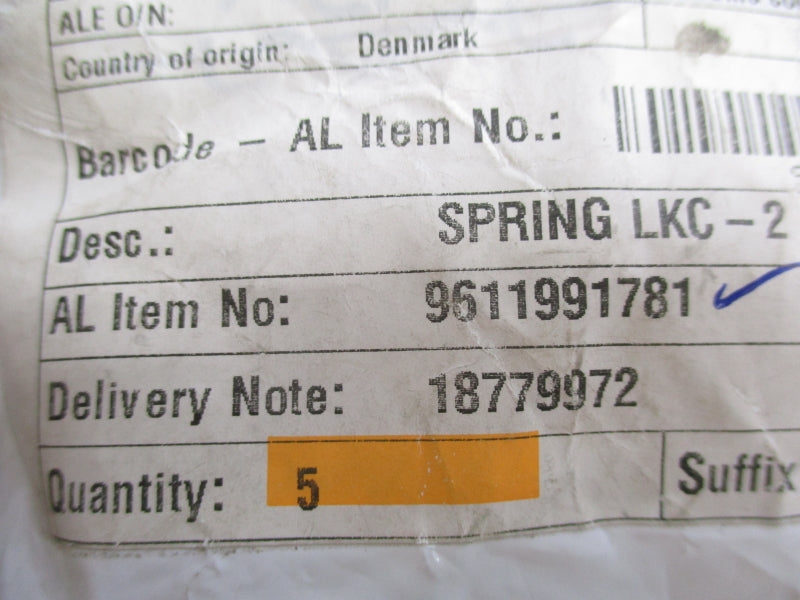 ALE O/N:
Country of origin: Denmark
Barcode - AL Item No.:
Desc.: SPRING LKC-2
AL Item No: 9611991781
Delivery Note: 18779972
Quantity: 5 Suffix